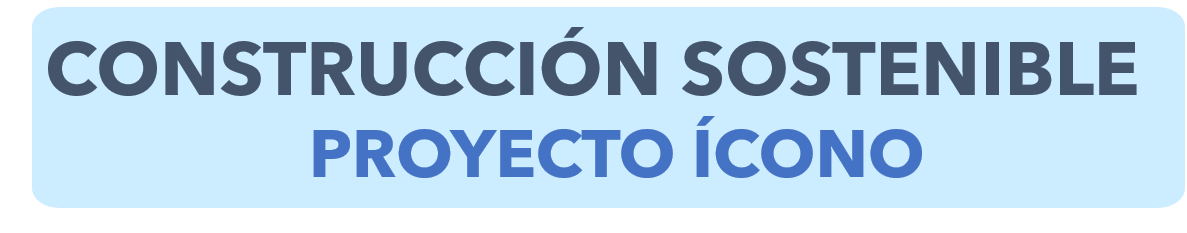 CONSTRUCCIÓN SOSTENIBLE
PROYECTO ÍCONO